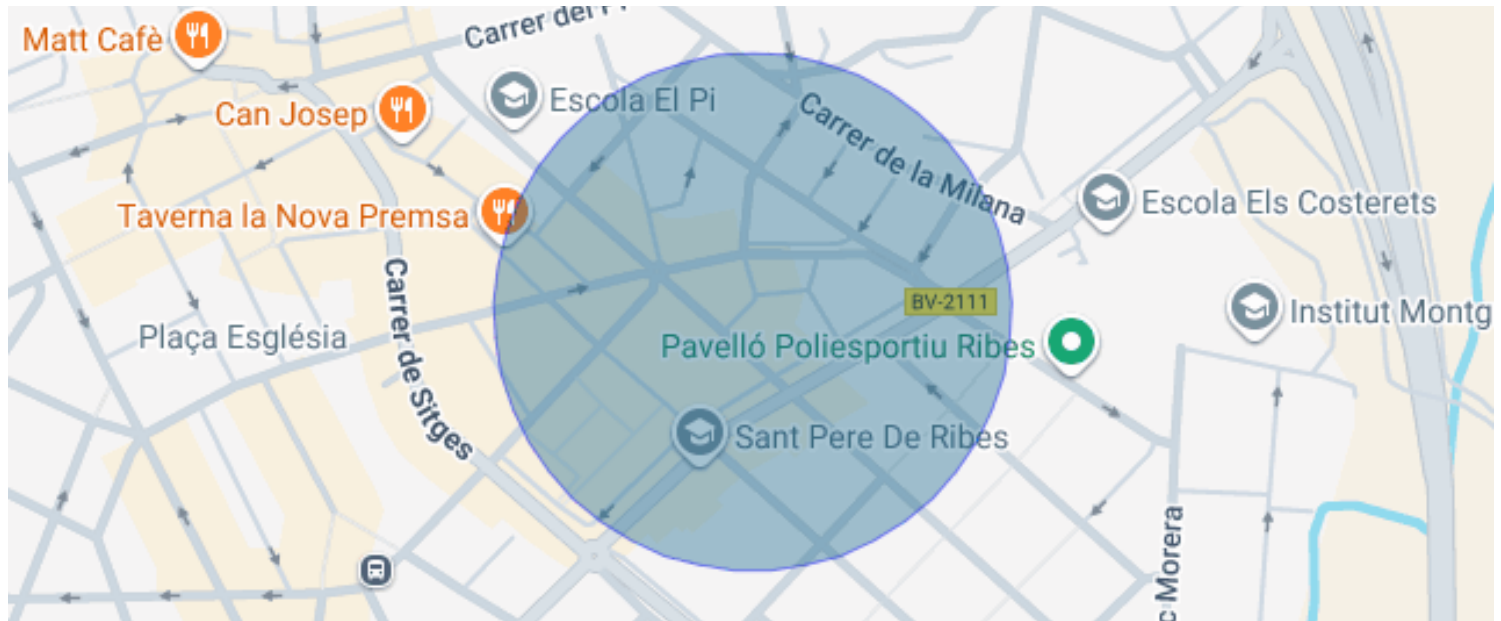 Matt Cafè
Carrer del P
Escola El Pi
Can Josep
Carrer de la Milana
Taverna la Nova Premsa
Escola Els Costerets
BV-2111
Institut Montg
Plaça Església
Pavelló Poliesportiu Ribes
Carrer de Sitges
Sant Pere De Ribes
c Morera